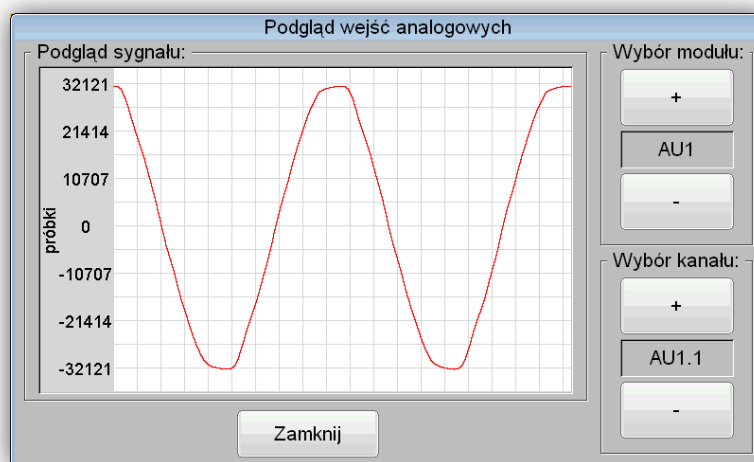 Podgląd wejść analogowych
Podgląd sygnału:
32121
21414
10707
0
-10707
-21414
-32121
próbki
Wybór modułu:
+
AU1
-
Wybór kanału:
+
AU1.1
-
Zamknij